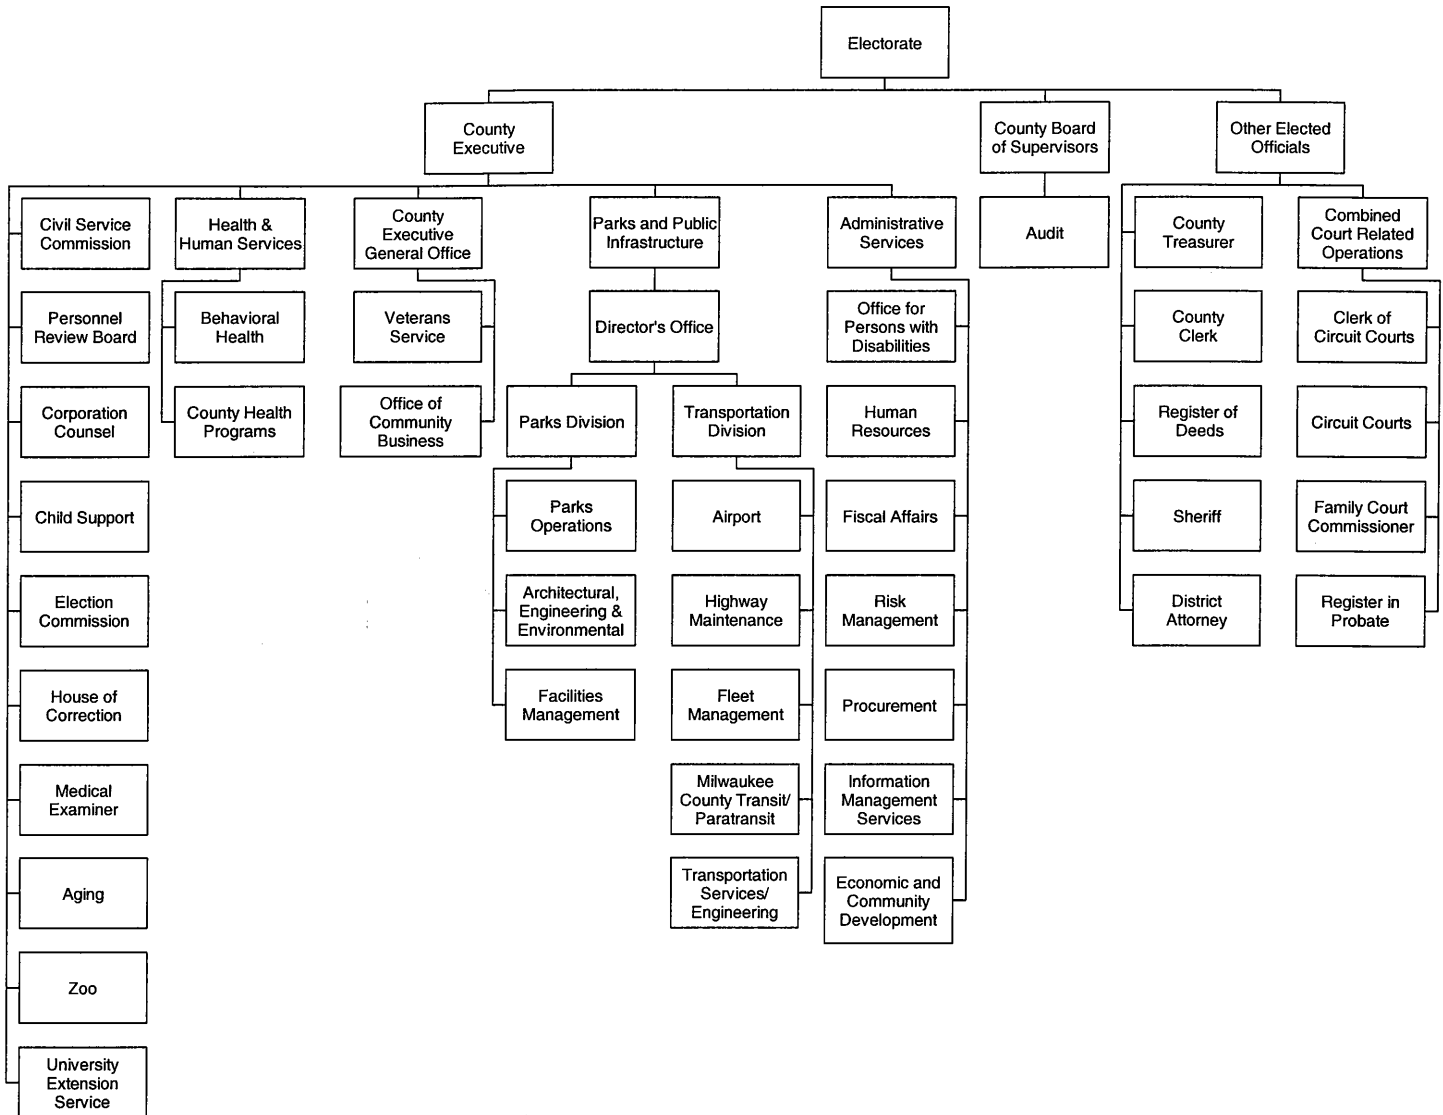 Electorate
County
Executive
County Board
of Supervisors
Other Elected
Officials
Civil Service
Commission
Health &
Human Services
County
Executive
General Office
Parks and Public
Infrastructure
Administrative
Services
Audit
County
Treasurer
Combined
Court Related
Operations
Personnel
Review Board
Behavioral
Health
Veterans
Service
Director's Office
Office for
Persons with
Disabilities
County
Clerk
Clerk of
Circuit Courts
Corporation
Counsel
County Health
Programs
Office of
Community
Business
Parks Division
Transportation
Division
Human
Resources
Register of
Deeds
Circuit Courts
Child Support
Parks
Operations
Airport
Fiscal Affairs
Sheriff
Family Court
Commissioner
Election
Commission
Architectural,
Engineering &
Environmental
Highway
Maintenance
Risk
Management
District
Attorney
Register in
Probate
House of
Correction
Facilities
Management
Fleet
Management
Procurement
Medical
Examiner
Milwaukee
County Transit/
Paratransit
Information
Management
Services
Aging
Transportation
Services/
Engineering
Economic and
Community
Development
Zoo
University
Extension
Service